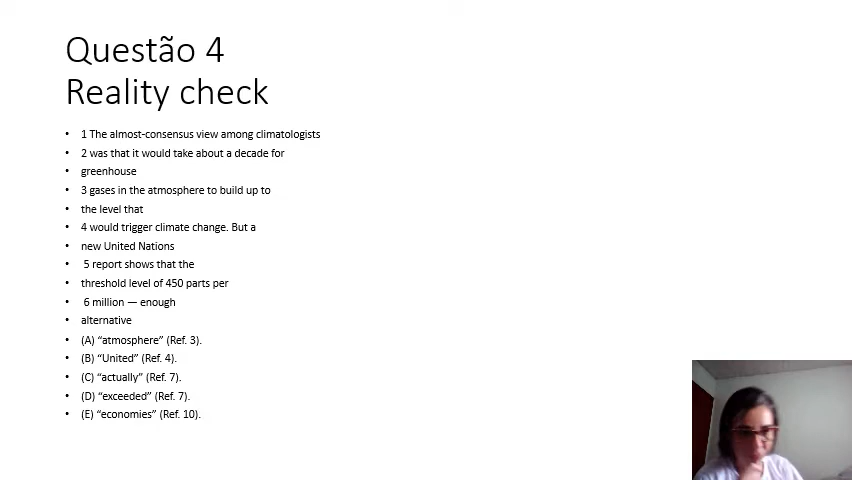 Questão 4
Reality check
• 1 The almost-consensus view among climatologists
• 2 was that it would take about a decade for
• greenhouse
• 3 gases in the atmosphere to build up to
• the level that
• 4 would trigger climate change. But a
• new United Nations
• 5 report shows that the
• threshold level of 450 parts per
• 6 million — enough
• alternative
• (A) “atmosphere” (Ref. 3).
• (B) “United” (Ref. 4).
• (C) “actually” (Ref. 7).
• (D) “exceeded” (Ref. 7).
• (E) “economies” (Ref. 10).